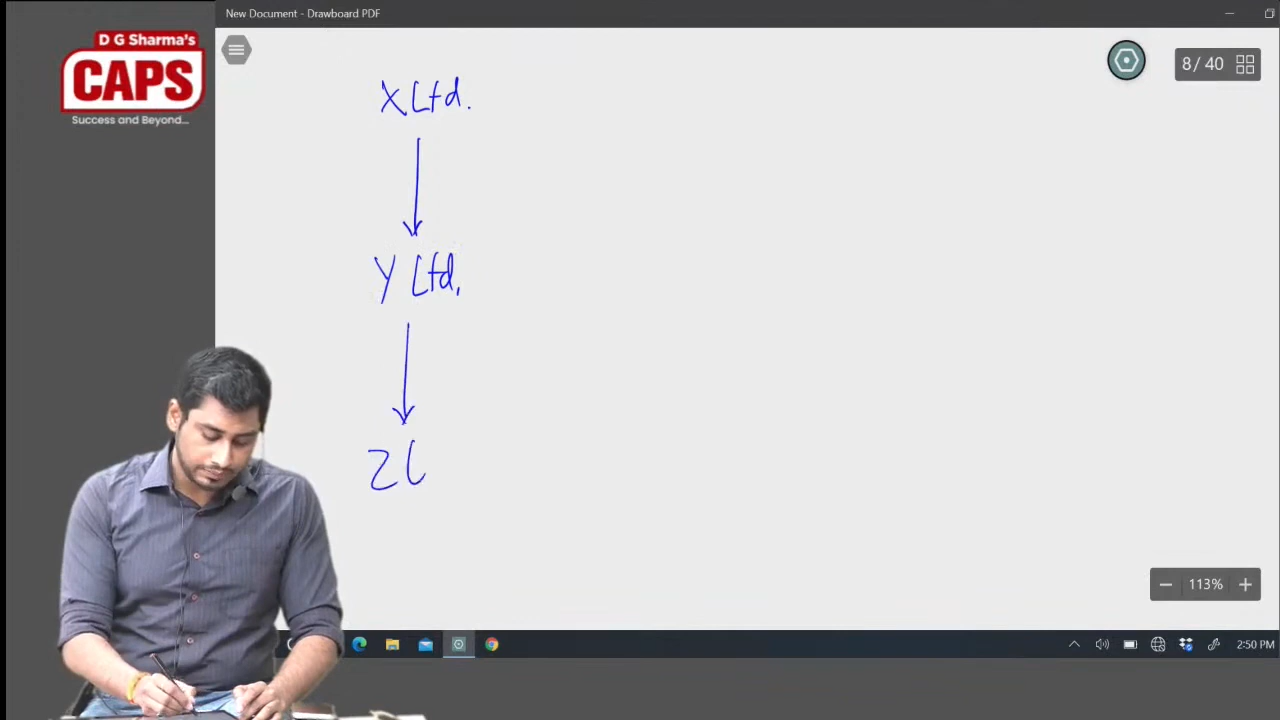 New Document - Drawboard PDF
D G Sharma's
CAPS
Success and Beyond...
8 / 40
X Ltd.
Y Ltd.
Z L
113%
2:50 PM